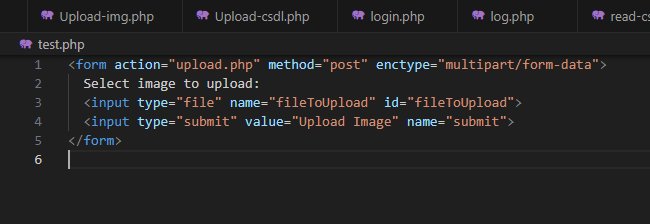 Upload-img.php Upload-csdl.php login.php log.php
test.php
1 <form action="upload.php" method="post" enctype="multipart/form-data">
2 Select image to upload:
3 <input type="file" name="fileToUpload" id="fileToUpload">
4 <input type="submit" value="Upload Image" name="submit">
5 </form>
6